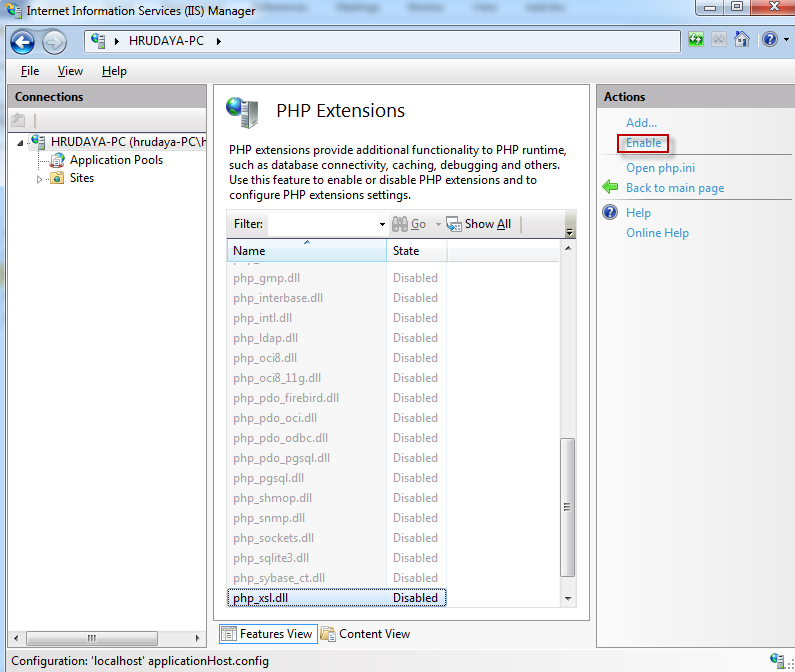 Internet Information Services (IIS) Manager
HRUDAYA-PC
File View Help
Connections
HRUDAYA-PC (hrudaya-PC\h
Application Pools
Sites
PHP Extensions
PHP extensions provide additional functionality to PHP runtime,
such as database connectivity, caching, debugging and others.
Use this feature to enable or disable PHP extensions and to
configure PHP extensions settings.
Filter: Go Show All
Name State
php_gmp.dll Disabled
php_interbase.dll Disabled
php_intl.dll Disabled
php_ldap.dll Disabled
php_oci8.dll Disabled
php_oci8_11g.dll Disabled
php_pdo_firebird.dll Disabled
php_pdo_oci.dll Disabled
php_pdo_odbc.dll Disabled
php_pdo_pgsql.dll Disabled
php_pgsql.dll Disabled
php_shmop.dll Disabled
php_snmp.dll Disabled
php_sockets.dll Disabled
php_sqlite3.dll Disabled
php_sybase_ct.dll Disabled
php_xsl.dll Disabled
Features View Content View
Actions
Add...
Enable
Open php.ini
Back to main page
Help
Online Help
Configuration: 'localhost' applicationHost.config